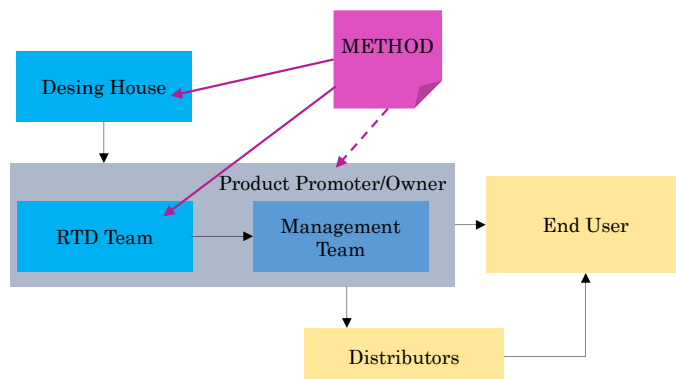 METHOD
Desing House
Product Promoter/Owner
RTD Team
Management
Team
End User
Distributors